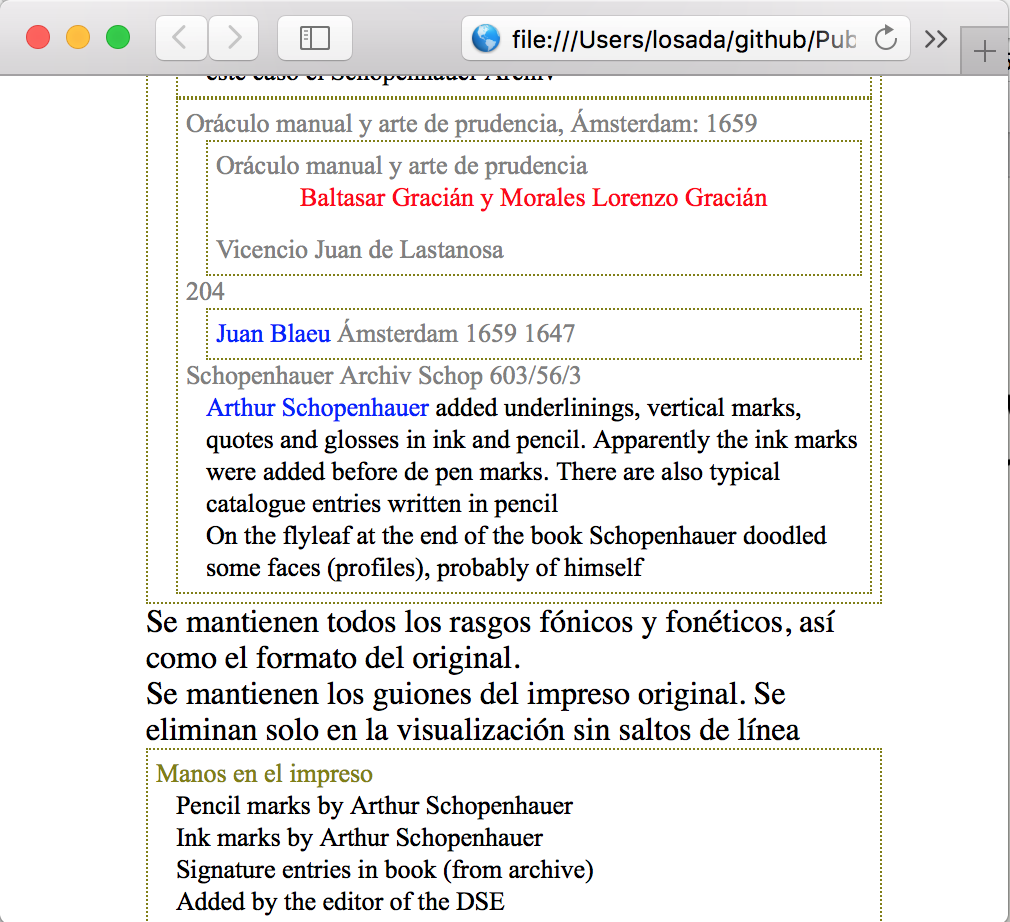 file:///Users/losada/github/Pub
este caso el Schopenhauer Archiv
Oráculo manual y arte de prudencia, Ámsterdam: 1659
Oráculo manual y arte de prudencia
Baltasar Gracián y Morales Lorenzo Gracián
Vicencio Juan de Lastanosa
204
Juan Blaeu Ámsterdam 1659 1647
Schopenhauer Archiv Schop 603/56/3
Arthur Schopenhauer added underlinings, vertical marks,
quotes and glosses in ink and pencil. Apparently the ink marks
were added before de pen marks. There are also typical
catalogue entries written in pencil
On the flyleaf at the end of the book Schopenhauer doodled
some faces (profiles), probably of himself
Se mantienen todos los rasgos fónicos y fonéticos, así
como el formato del original.
Se mantienen los guiones del impreso original. Se
eliminan solo en la visualización sin saltos de línea
Manos en el impreso
Pencil marks by Arthur Schopenhauer
Ink marks by Arthur Schopenhauer
Signature entries in book (from archive)
Added by the editor of the DSE